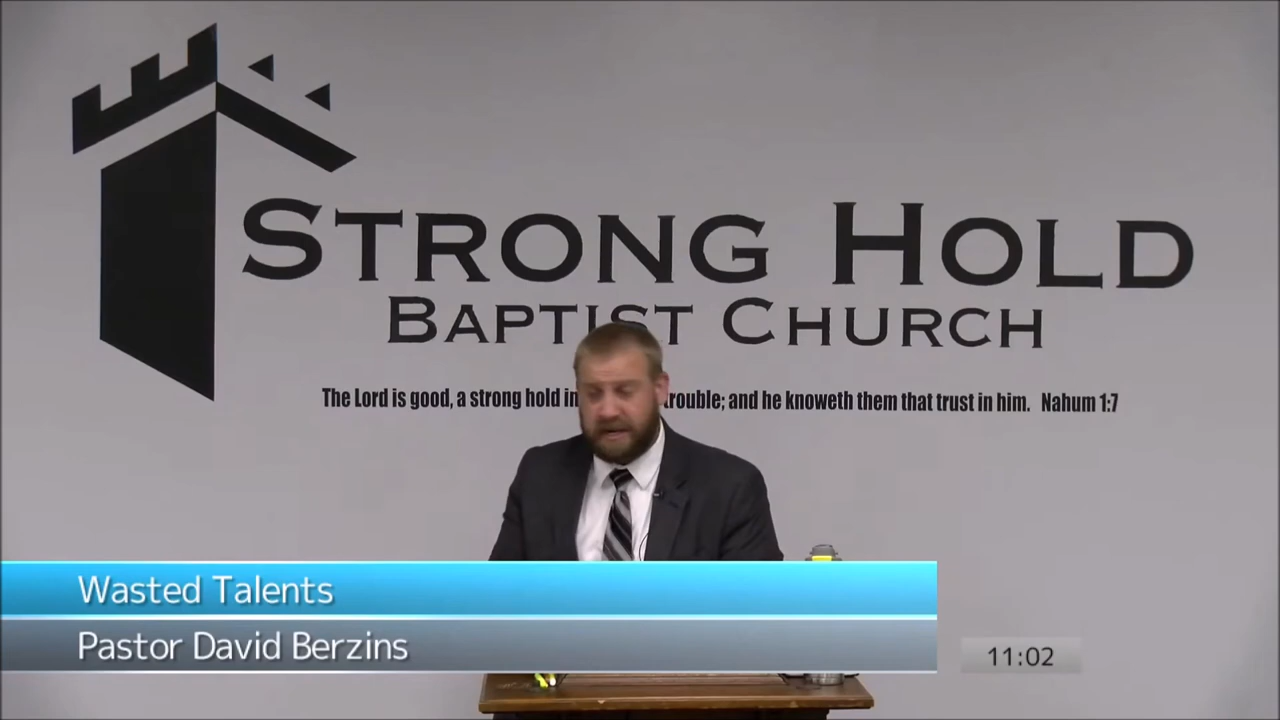 STRONG HOLD
BAPTIST CHURCH
The Lord is good, a strong hold in rouble; and he knoweth them that trust in him. Nahum 1:7
Wasted Talents
Pastor David Berzins
11:02